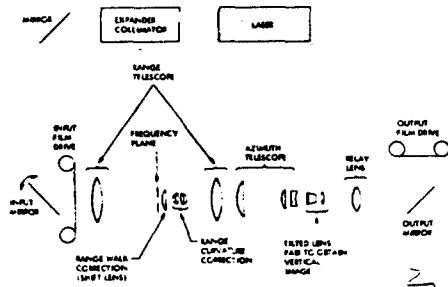 MIRROR
EXPANDER
COLLIMATOR
LASER
RANGE
TELESCOPE
INPUT
FILM DRIVE
FREQUENCY
PLANE
AZIMUTH
TELESCOPE
RELAY
LENS
OUTPUT
FILM DRIVE
INPUT
MIRROR
OUTPUT
MIRROR
RANGE WALK
CORRECTION
(SHIFT LENS)
RANGE
CURVATURE
CORRECTION
TILTED LENS
PAIR TO OBTAIN
VERTICAL
IMAGE